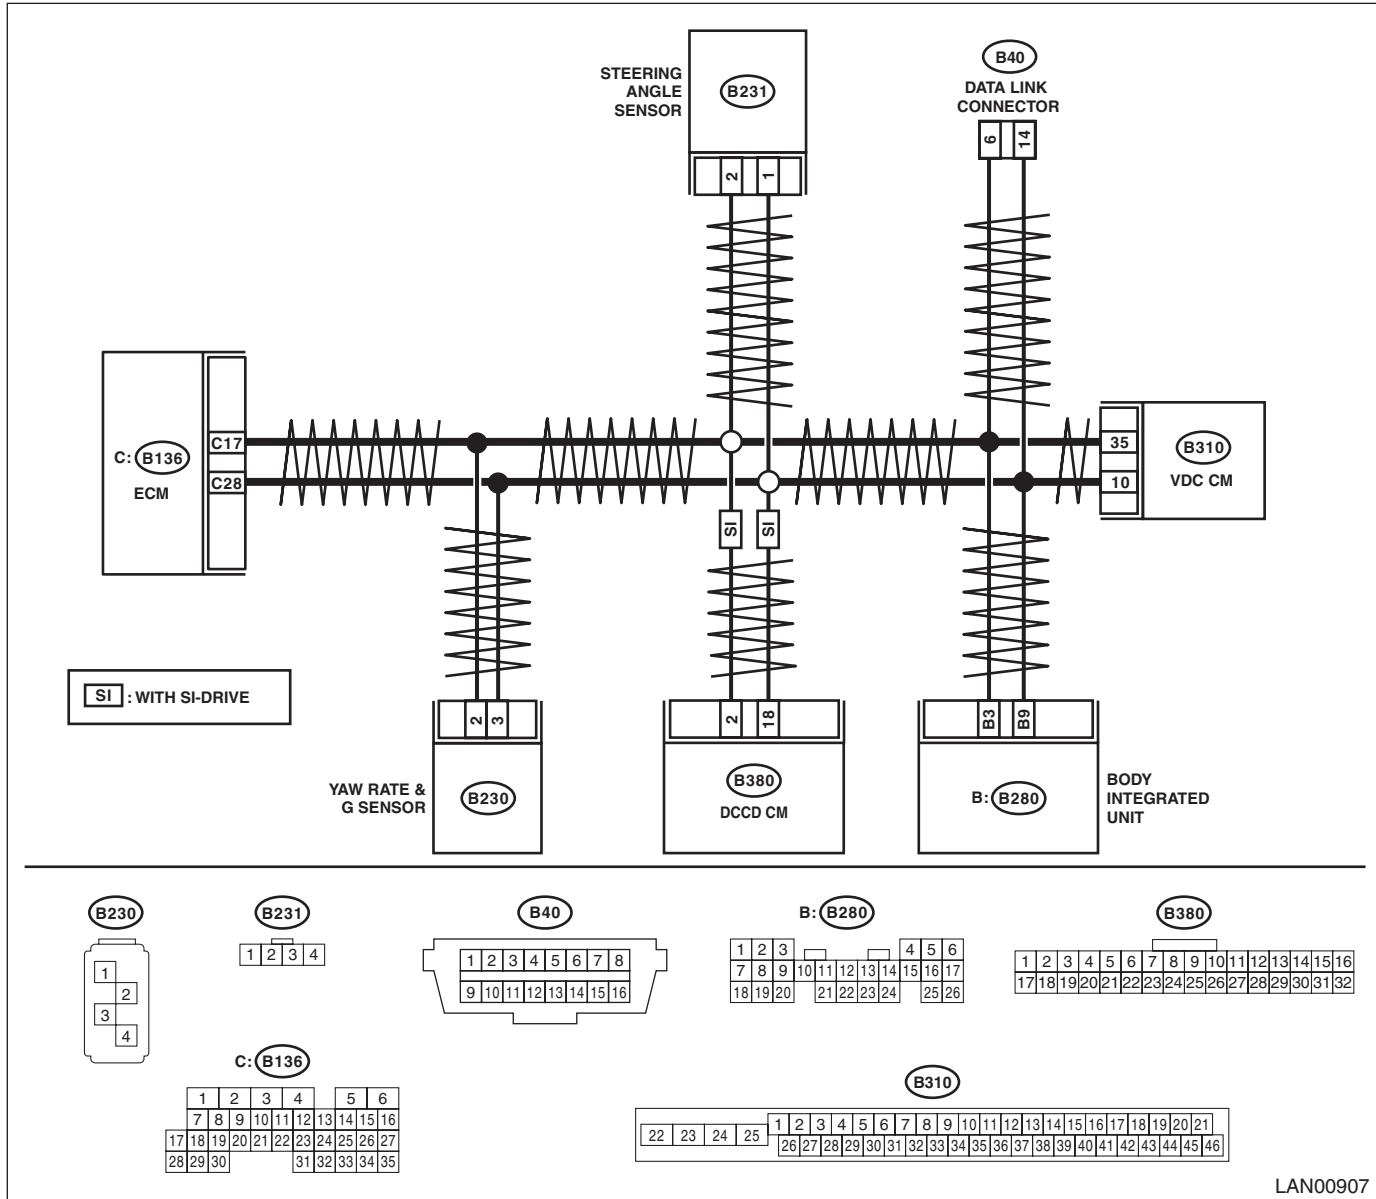 STEERING
ANGLE
SENSOR
B231
2
1
B40
DATA LINK
CONNECTOR
6
14
C: B136
ECM
C17
C28
35
10
B310
VDC CM
SI
SI
SI : WITH SI-DRIVE
2
3
YAW RATE &
G SENSOR
B230
2
18
B380
DCCD CM
B3
B9
B: B280
BODY
INTEGRATED
UNIT
B230
1
2
3
4
B231
1 2 3 4
B40
1 2 3 4 5 6 7 8
9 10 11 12 13 14 15 16
B: B280
1 2 3 4 5 6
7 8 9 10 11 12 13 14 15 16 17
18 19 20 21 22 23 24 25 26
B380
1 2 3 4 5 6 7 8 9 10 11 12 13 14 15 16
17 18 19 20 21 22 23 24 25 26 27 28 29 30 31 32
C: B136
1 2 3 4 5 6
7 8 9 10 11 12 13 14 15 16
17 18 19 20 21 22 23 24 25 26 27
28 29 30 31 32 33 34 35
B310
22 23 24 25
1 2 3 4 5 6 7 8 9 10 11 12 13 14 15 16 17 18 19 20 21
26 27 28 29 30 31 32 33 34 35 36 37 38 39 40 41 42 43 44 45 46
LAN00907